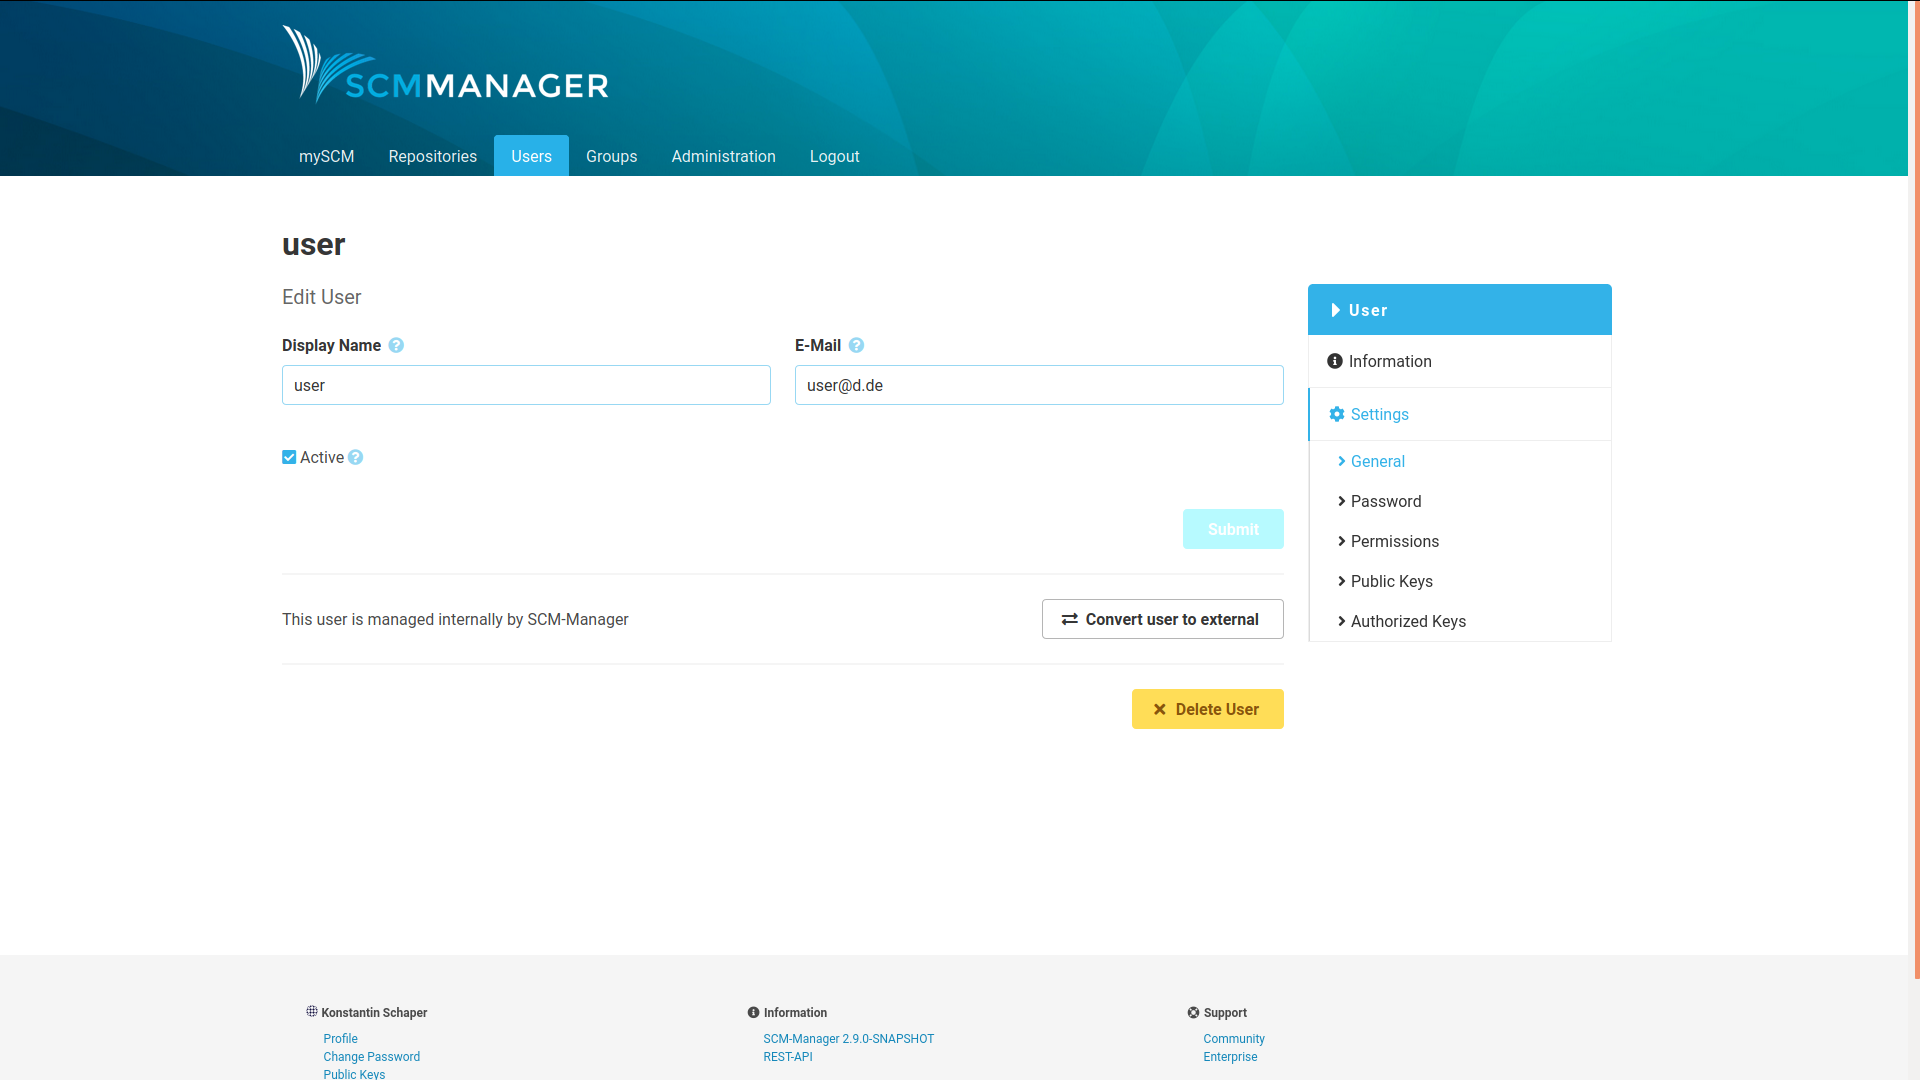 SCMMANAGER
mySCM Repositories Users Groups Administration Logout
user
Edit User
Display Name
user
E-Mail
user@d.de
Active
Submit
This user is managed internally by SCM-Manager
Convert user to external
Delete User
User
Information
Settings
General
Password
Permissions
Public Keys
Authorized Keys
Konstantin Schaper
Profile
Change Password
Public Keys
Information
SCM-Manager 2.9.0-SNAPSHOT
REST-API
Support
Community
Enterprise